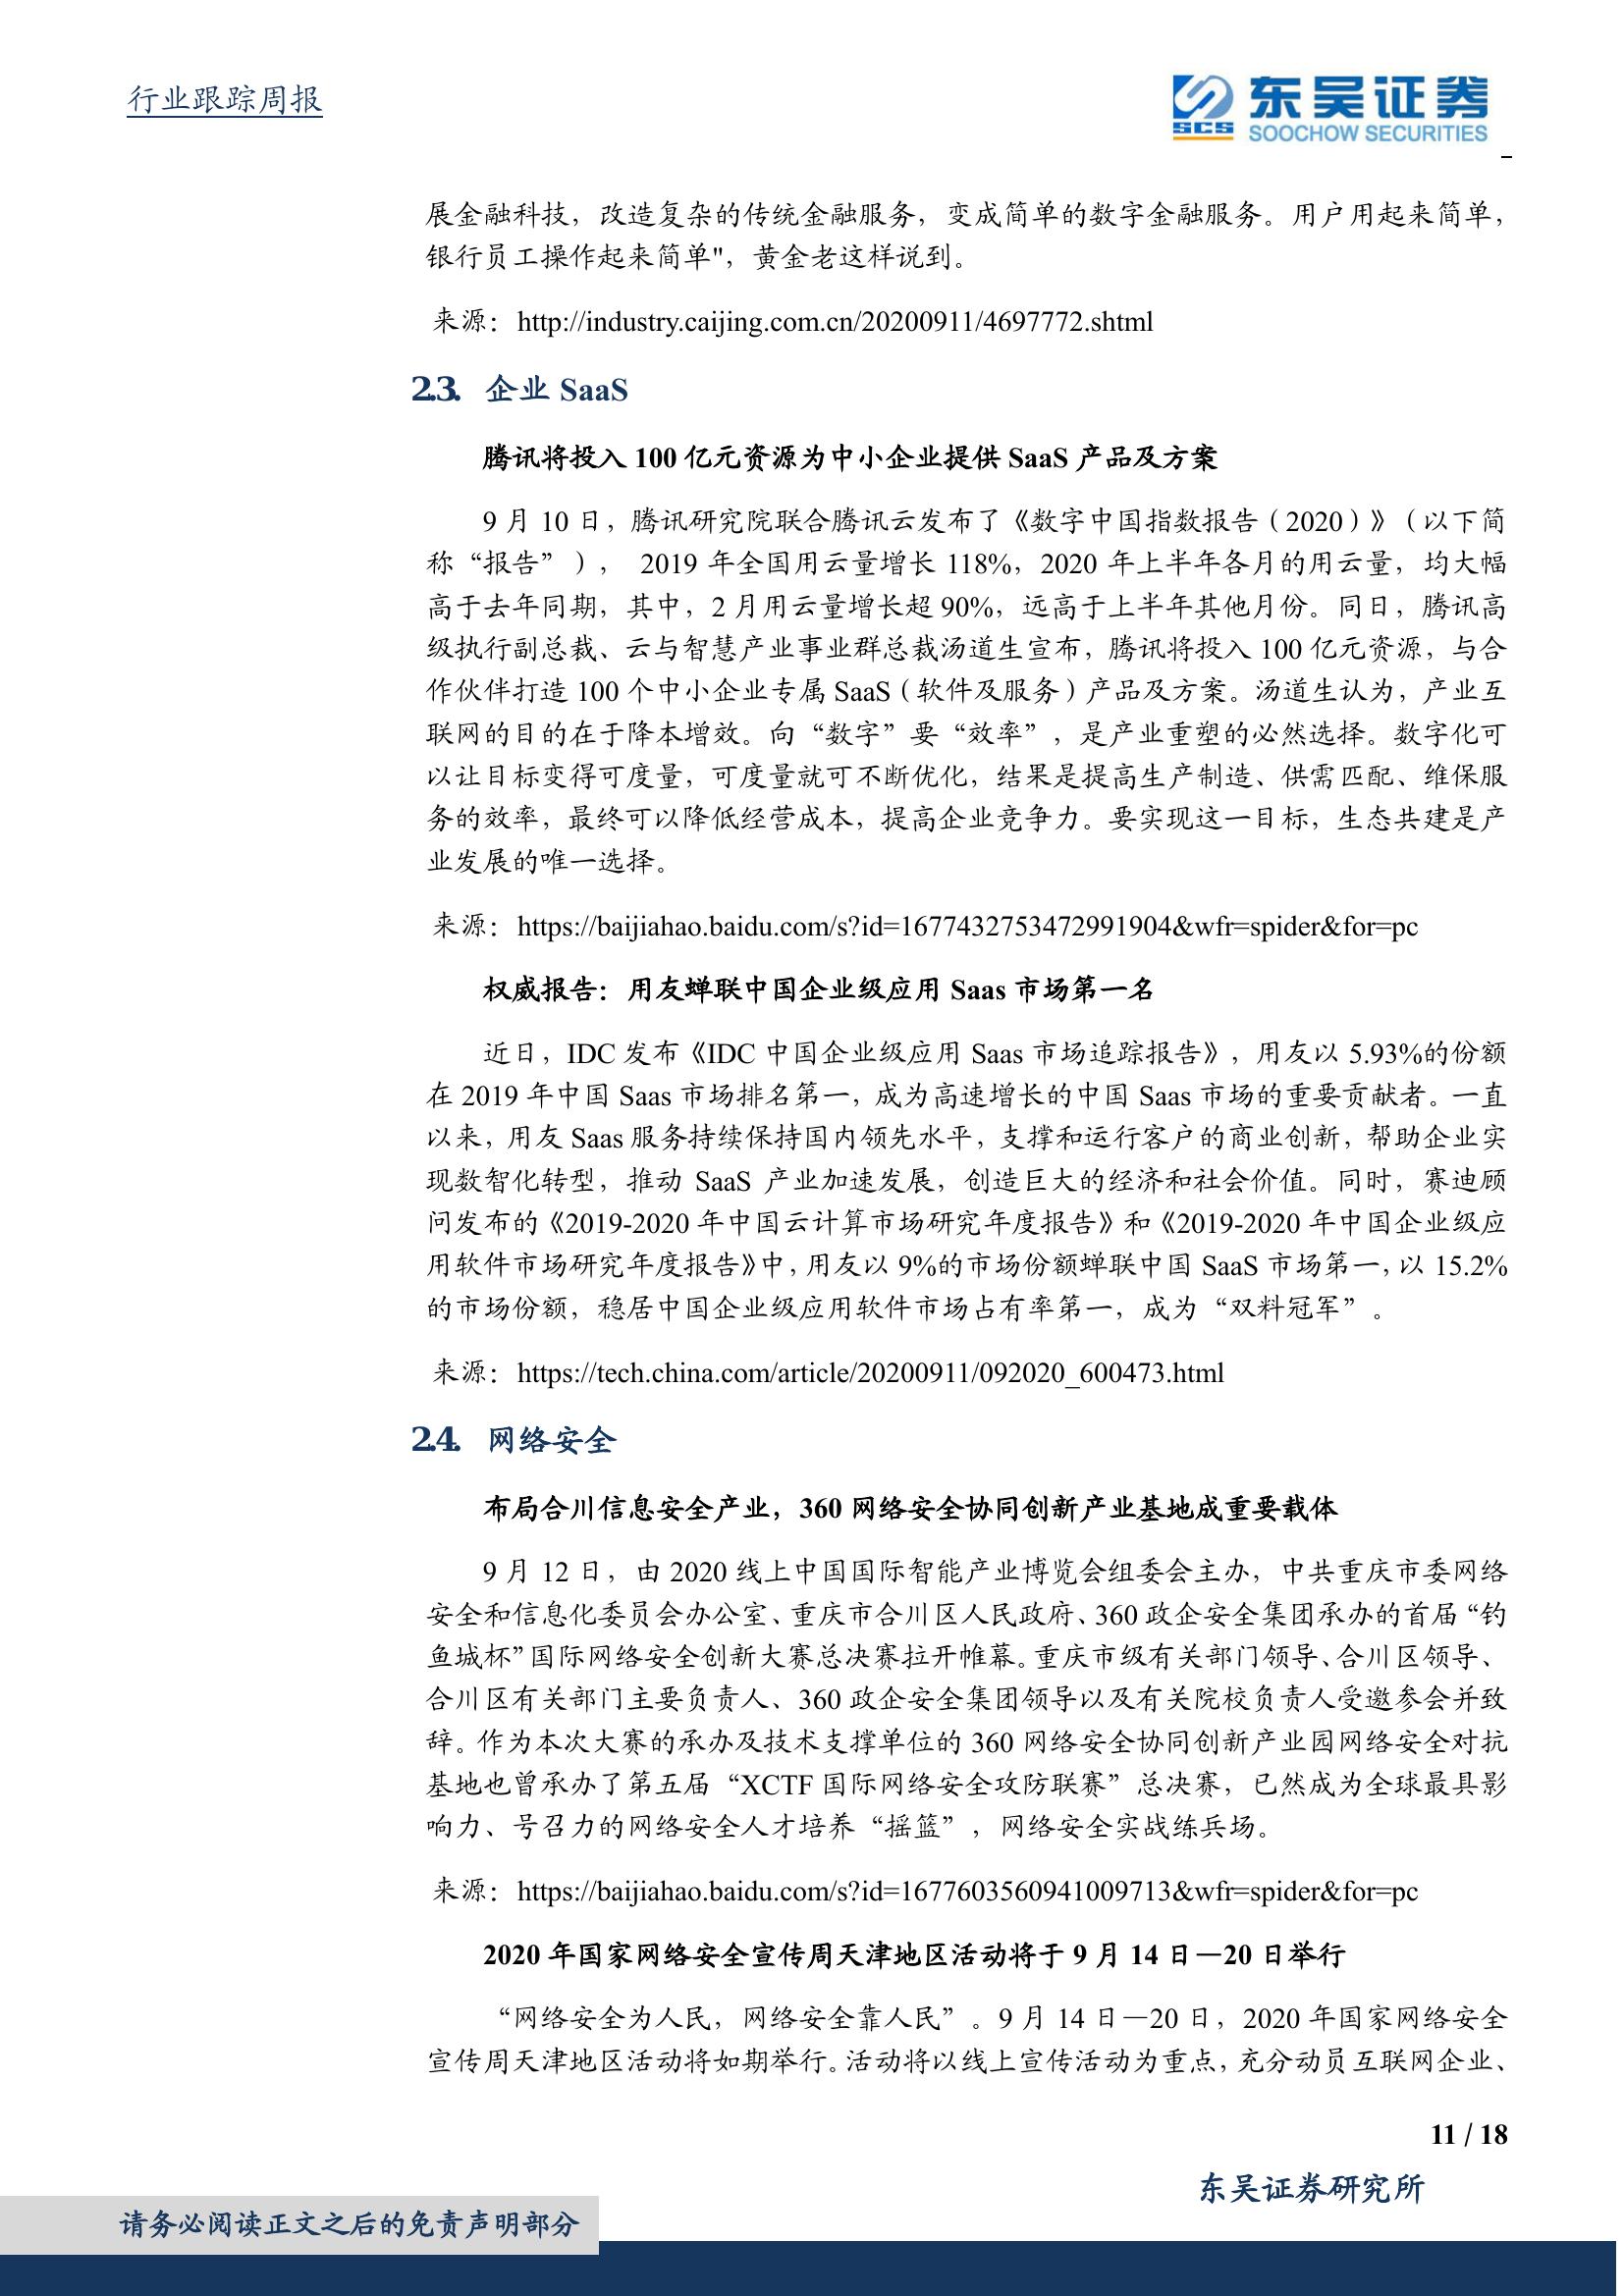 行业跟踪周报
SCS
东吴证券
SOOCHOW SECURITIES
展金融科技，改造复杂的传统金融服务，变成简单的数字金融服务。用户用起来简单，
银行员工操作起来简单"，黄金老这样说到。
来源：http://industry.caijing.com.cn/20200911/4697772.shtml
2.3. 企业 SaaS
腾讯将投入 100 亿元资源为中小企业提供 SaaS 产品及方案
9 月 10 日，腾讯研究院联合腾讯云发布了《数字中国指数报告（2020）》（以下简
称“报告”）， 2019 年全国用云量增长 118%，2020 年上半年各月的用云量，均大幅
高于去年同期，其中，2 月用云量增长超 90%，远高于上半年其他月份。同日，腾讯高
级执行副总裁、云与智慧产业事业群总裁汤道生宣布，腾讯将投入 100 亿元资源，与合
作伙伴打造 100 个中小企业专属 SaaS（软件及服务）产品及方案。汤道生认为，产业互
联网的目的在于降本增效。向“数字”要“效率”，是产业重塑的必然选择。数字化可
以让目标变得可度量，可度量就可不断优化，结果是提高生产制造、供需匹配、维保服
务的效率，最终可以降低经营成本，提高企业竞争力。要实现这一目标，生态共建是产
业发展的唯一选择。
来源：https://baijiahao.baidu.com/s?id=1677432753472991904&wfr=spider&for=pc
权威报告：用友蝉联中国企业级应用 Saas 市场第一名
近日，IDC 发布《IDC 中国企业级应用 Saas 市场追踪报告》，用友以 5.93%的份额
在 2019 年中国 Saas 市场排名第一，成为高速增长的中国 Saas 市场的重要贡献者。一直
以来，用友 Saas 服务持续保持国内领先水平，支撑和运行客户的商业创新，帮助企业实
现数智化转型，推动 SaaS 产业加速发展，创造巨大的经济和社会价值。同时，赛迪顾
问发布的《2019-2020 年中国云计算市场研究年度报告》和《2019-2020 年中国企业级应
用软件市场研究年度报告》中，用友以 9%的市场份额蝉联中国 SaaS 市场第一，以 15.2%
的市场份额，稳居中国企业级应用软件市场占有率第一，成为“双料冠军”。
来源：https://tech.china.com/article/20200911/092020_600473.html
2.4. 网络安全
布局合川信息安全产业，360 网络安全协同创新产业基地成重要载体
9 月 12 日，由 2020 线上中国国际智能产业博览会组委会主办，中共重庆市委网络
安全和信息化委员会办公室、重庆市合川区人民政府、360 政企安全集团承办的首届“钓
鱼城杯”国际网络安全创新大赛总决赛拉开帷幕。重庆市级有关部门领导、合川区领导、
合川区有关部门主要负责人、360 政企安全集团领导以及有关院校负责人受邀参会并致
辞。作为本次大赛的承办及技术支撑单位的 360 网络安全协同创新产业园网络安全对抗
基地也曾承办了第五届“XCTF 国际网络安全攻防联赛”总决赛，已然成为全球最具影
响力、号召力的网络安全人才培养“摇篮”，网络安全实战练兵场。
来源：https://baijiahao.baidu.com/s?id=1677603560941009713&wfr=spider&for=pc
2020 年国家网络安全宣传周天津地区活动将于 9 月 14 日—20 日举行
“网络安全为人民，网络安全靠人民”。9 月 14 日—20 日，2020 年国家网络安全
宣传周天津地区活动将如期举行。活动将以线上宣传活动为重点，充分动员互联网企业、
11 / 18
东吴证券研究所
请务必阅读正文之后的免责声明部分